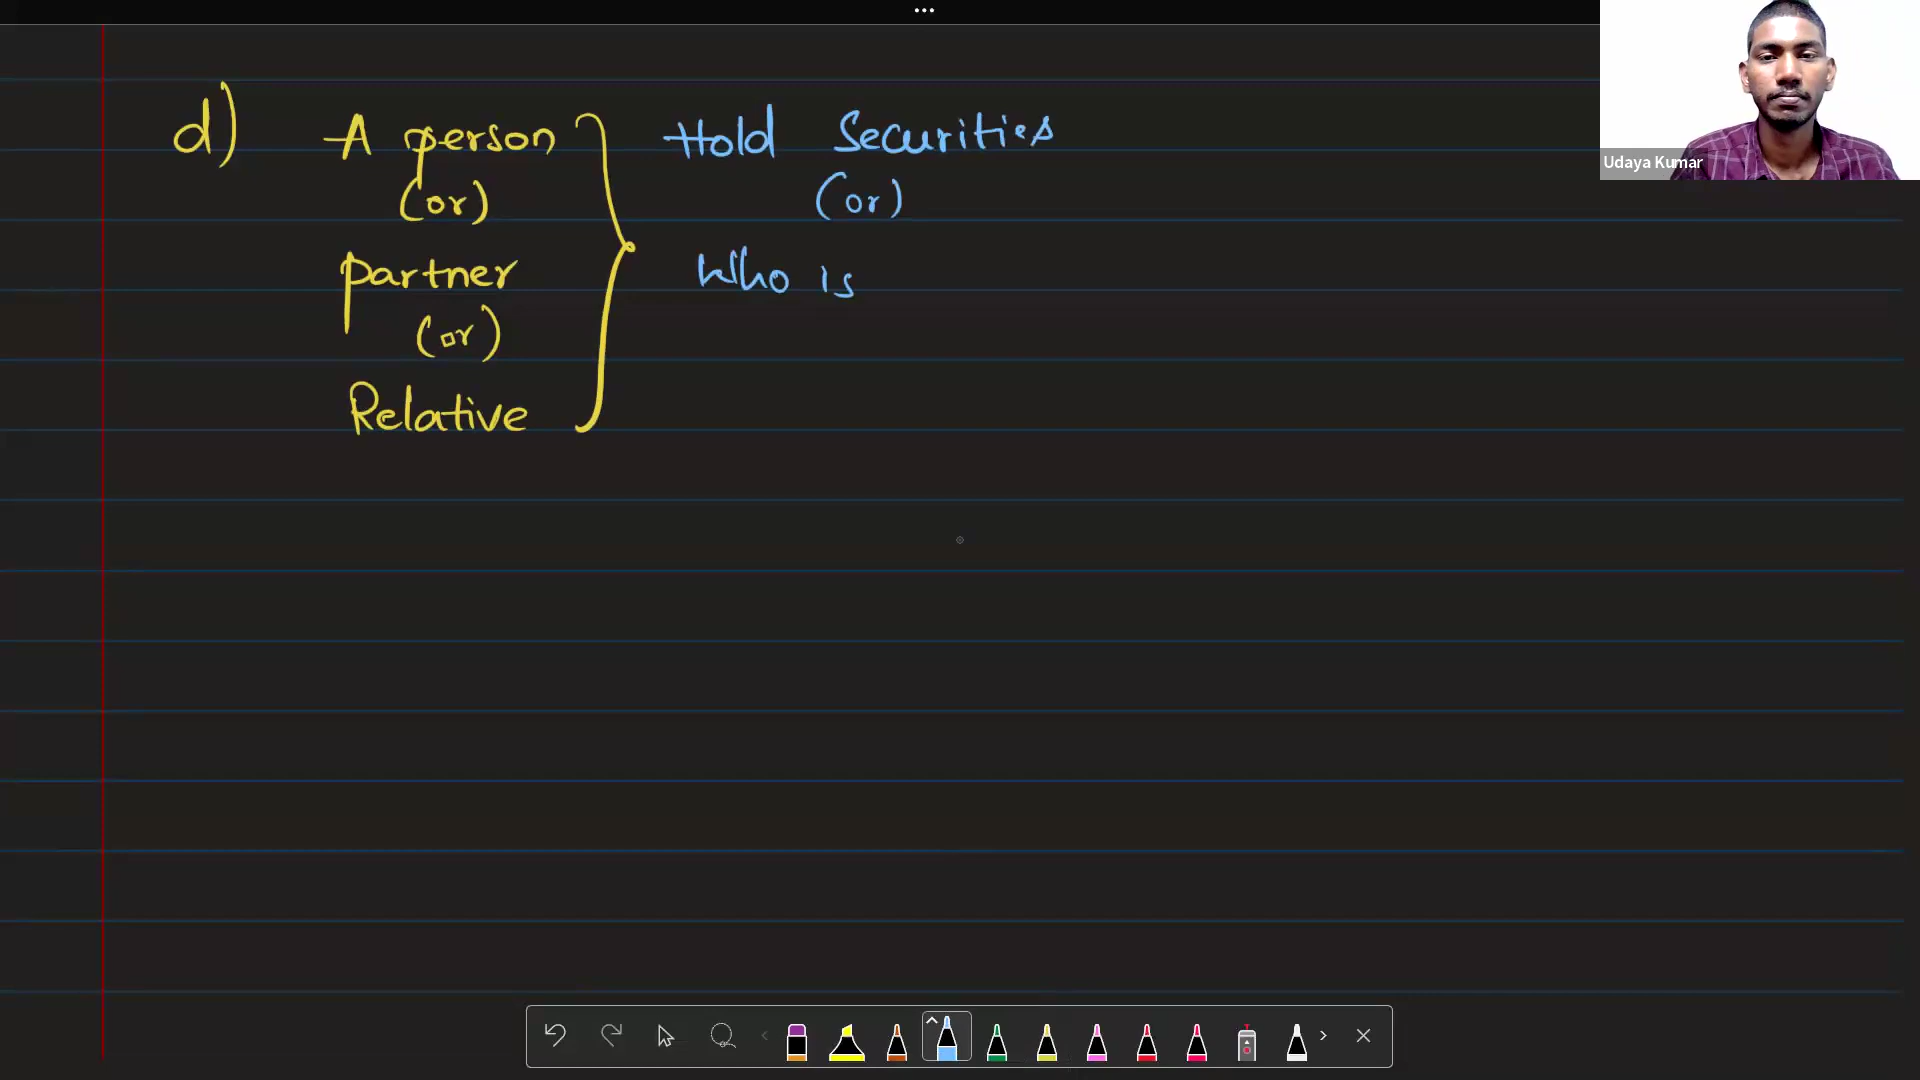 d) A person Hold Securities
(or) (or)
partner Who is
(or)
Relative
Udaya Kumar